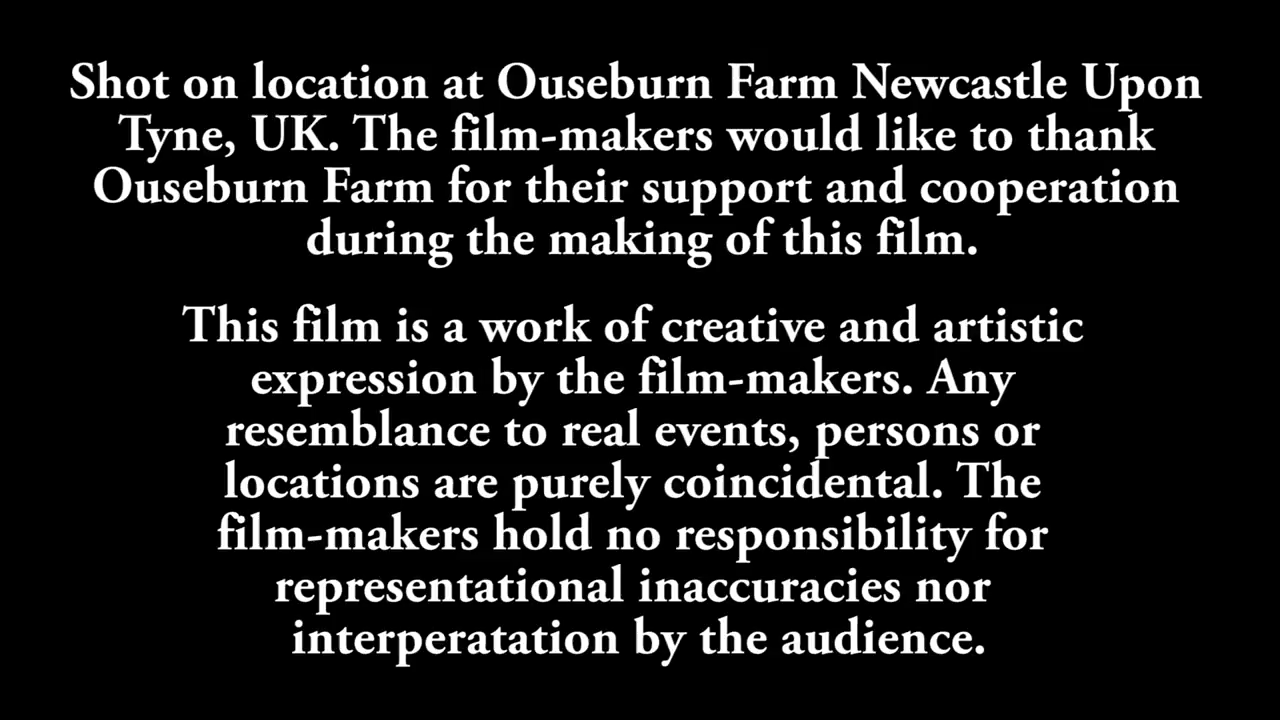 Shot on location at Ouseburn Farm Newcastle Upon
Tyne, UK. The film-makers would like to thank
Ouseburn Farm for their support and cooperation
during the making of this film.
This film is a work of creative and artistic
expression by the film-makers. Any
resemblance to real events, persons or
locations are purely coincidental. The
film-makers hold no responsibility for
representational inaccuracies nor
interperatation by the audience.